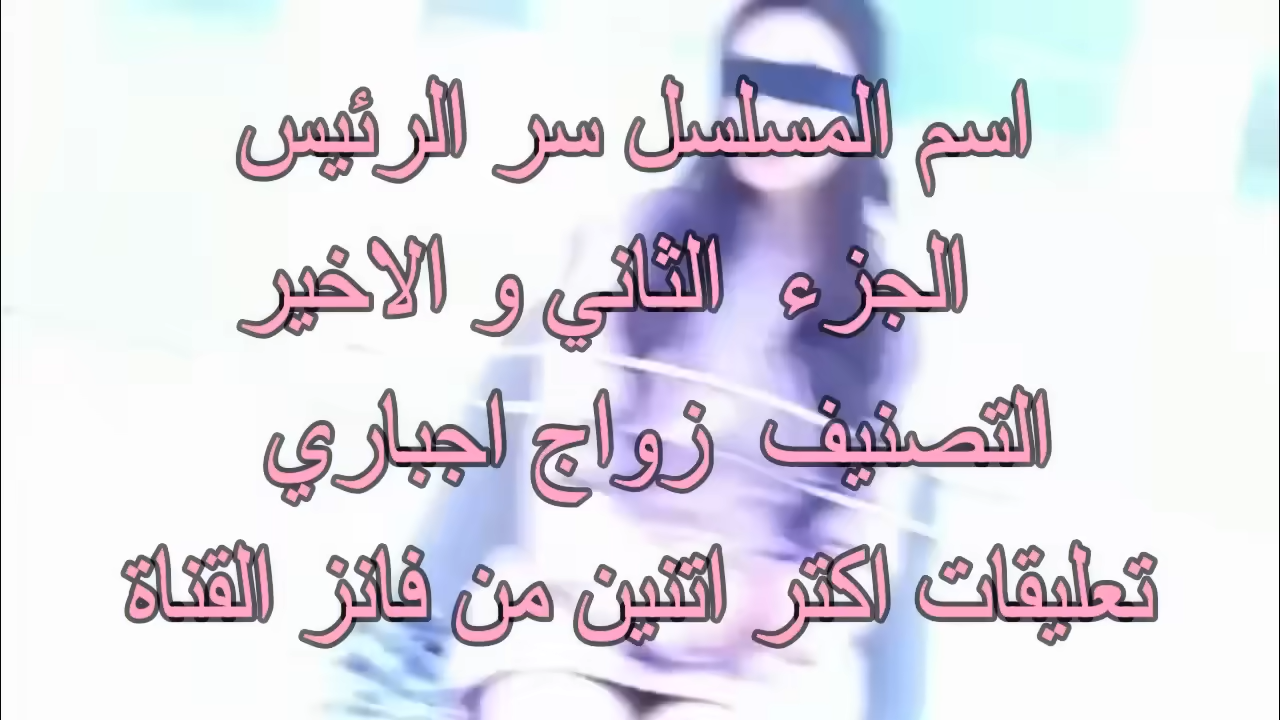 اسم المسلسل سر الرئيس
الجزء الثاني و الاخير
التصنيف زواج اجباري
تعليقات اكتر اتنين من فانز القناة